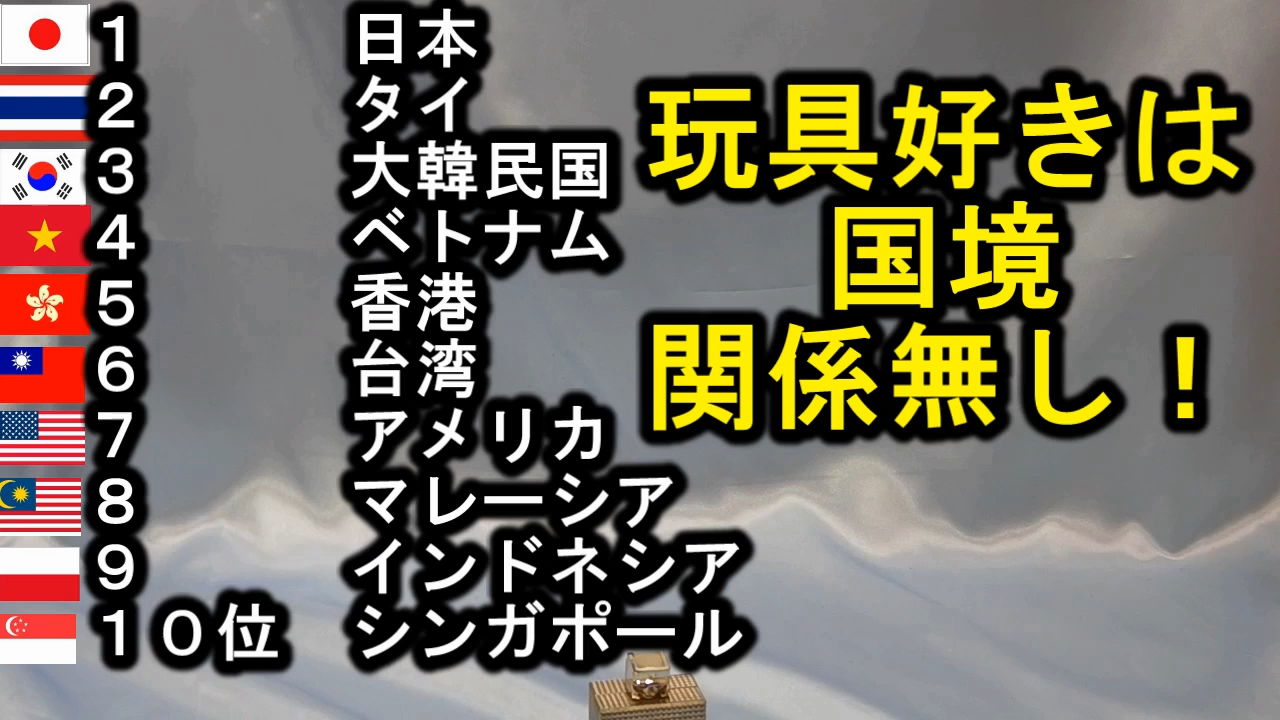 １ 日本
２ タイ
３ 大韓民国
４ ベトナム
５ 香港
６ 台湾
７ アメリカ
８ マレーシア
９ インドネシア
１０位 シンガポール
玩具好きは
国境
関係無し！